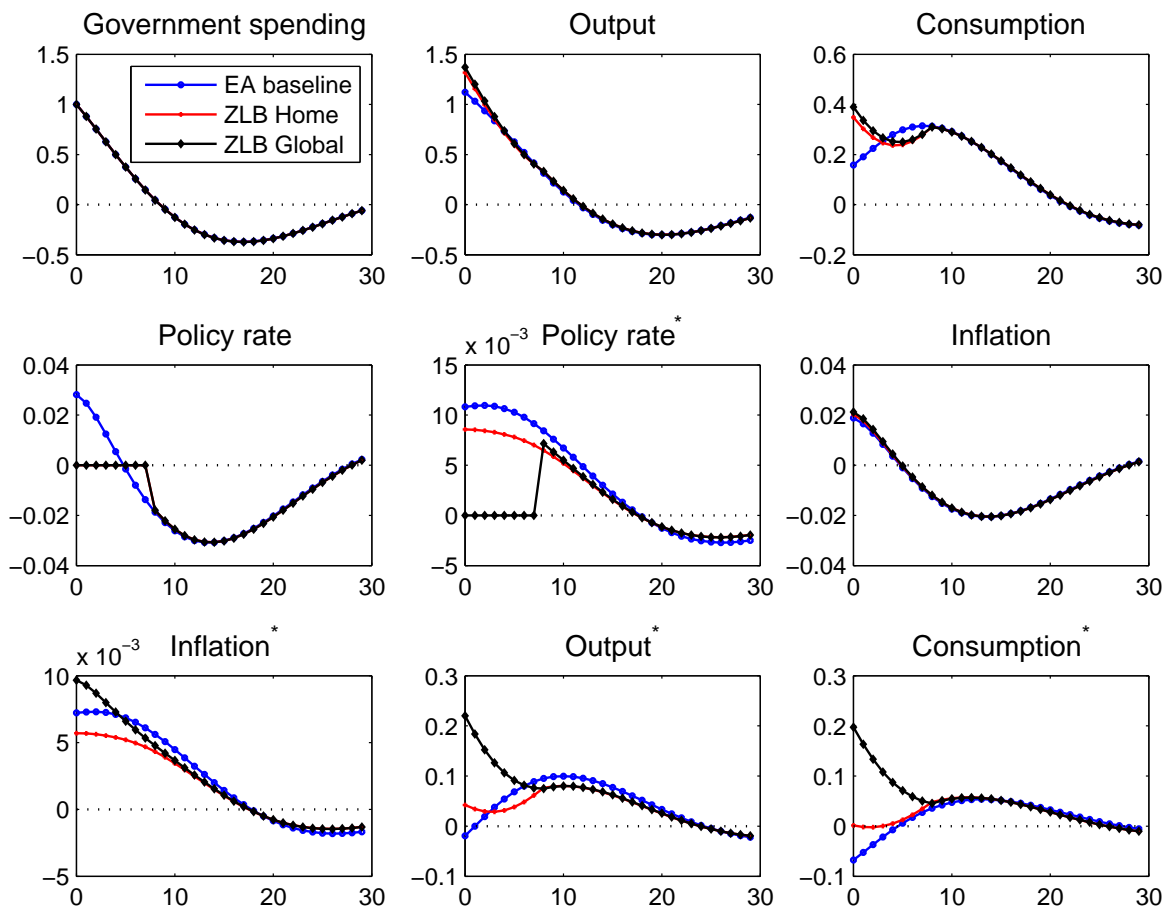 Government spending
Output
Consumption
1.5
1
0.5
0
−0.5
0 10 20 30
EA baseline
ZLB Home
ZLB Global
1.5
1
0.5
0
−0.5
0 10 20 30
0.6
0.4
0.2
0
−0.2
0 10 20 30
Policy rate
Policy rate*
Inflation
0.04
0.02
0
−0.02
−0.04
0 10 20 30
x 10−3
15
10
5
0
−5
0 10 20 30
0.04
0.02
0
−0.02
−0.04
0 10 20 30
Inflation*
Output*
Consumption*
x 10−3
10
5
0
−5
0 10 20 30
0.3
0.2
0.1
0
−0.1
0 10 20 30
0.3
0.2
0.1
0
−0.1
0 10 20 30